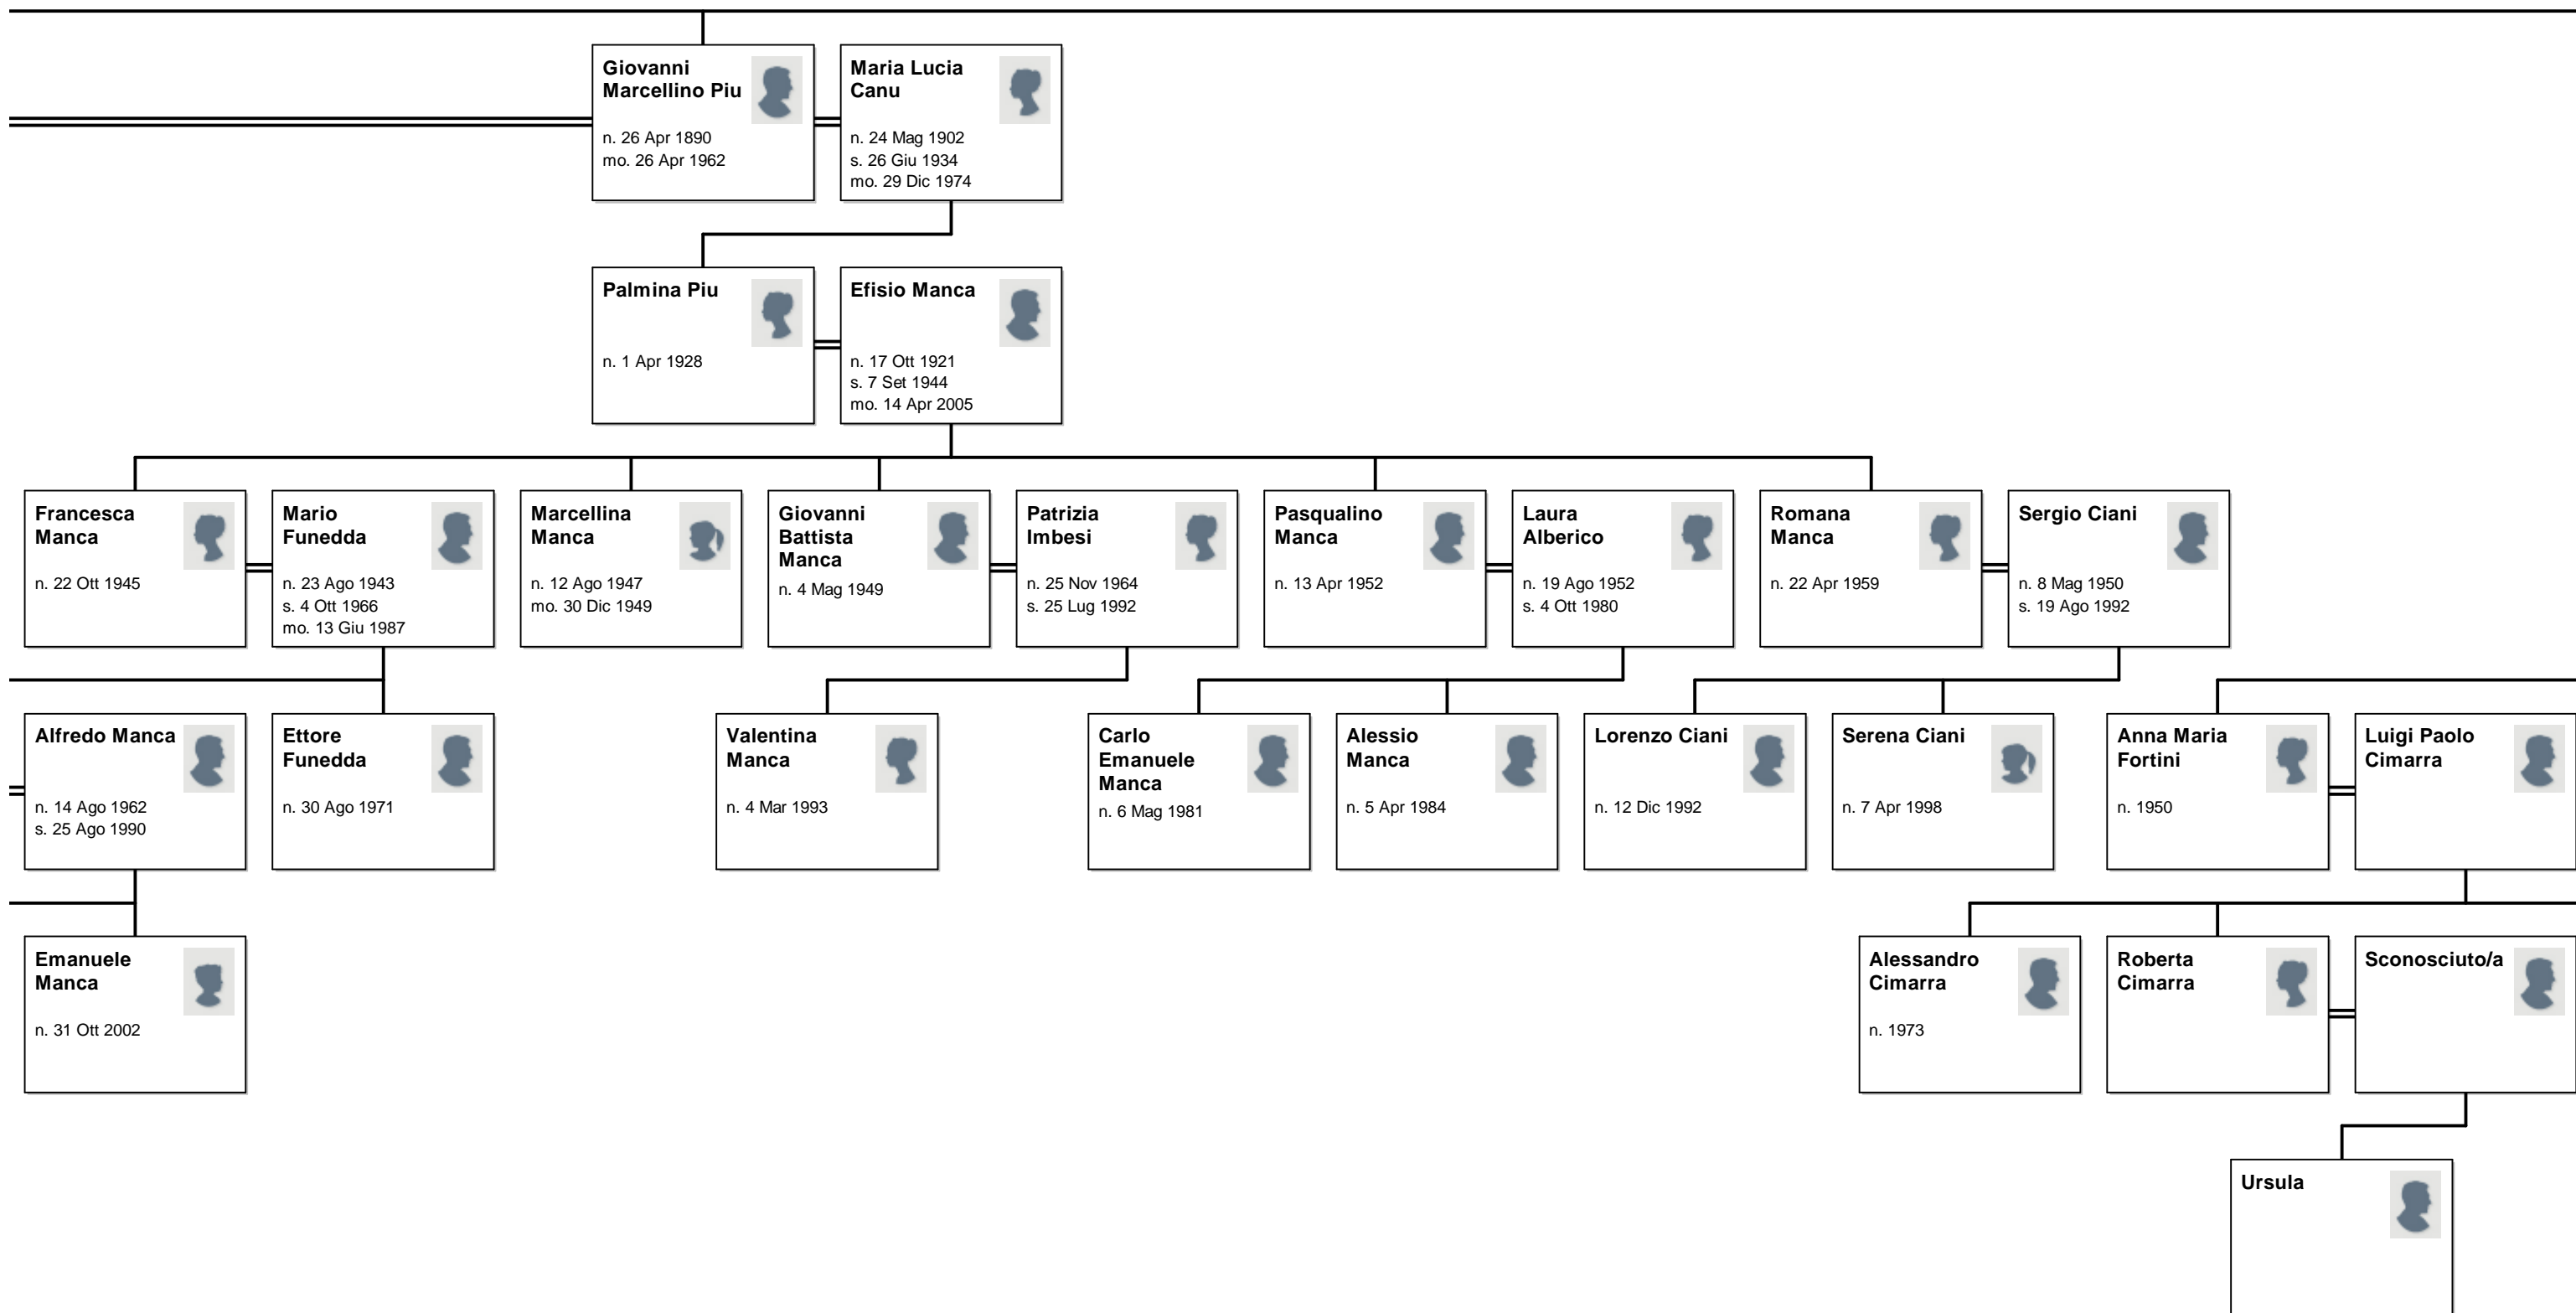 Giovanni
Marcellino Piu
n. 26 Apr 1890
mo. 26 Apr 1962
Maria Lucia
Canu
n. 24 Mag 1902
s. 26 Giu 1934
mo. 29 Dic 1974
Palmina Piu
n. 1 Apr 1928
Efisio Manca
n. 17 Ott 1921
s. 7 Set 1944
mo. 14 Apr 2005
Francesca
Manca
n. 22 Ott 1945
Mario
Funedda
n. 23 Ago 1943
s. 4 Ott 1966
mo. 13 Giu 1987
Marcellina
Manca
n. 12 Ago 1947
mo. 30 Dic 1949
Giovanni
Battista
Manca
n. 4 Mag 1949
Patrizia
Imbesi
n. 25 Nov 1964
s. 25 Lug 1992
Pasqualino
Manca
n. 13 Apr 1952
Laura
Alberico
n. 19 Ago 1952
s. 4 Ott 1980
Romana
Manca
n. 22 Apr 1959
Sergio Ciani
n. 8 Mag 1950
s. 19 Ago 1992
Alfredo Manca
n. 14 Ago 1962
s. 25 Ago 1990
Ettore
Funedda
n. 30 Ago 1971
Valentina
Manca
n. 4 Mar 1993
Carlo
Emanuele
Manca
n. 6 Mag 1981
Alessio
Manca
n. 5 Apr 1984
Lorenzo Ciani
n. 12 Dic 1992
Serena Ciani
n. 7 Apr 1998
Anna Maria
Fortini
n. 1950
Luigi Paolo
Cimarra
Emanuele
Manca
n. 31 Ott 2002
Alessandro
Cimarra
n. 1973
Roberta
Cimarra
Sconosciuto/a
Ursula